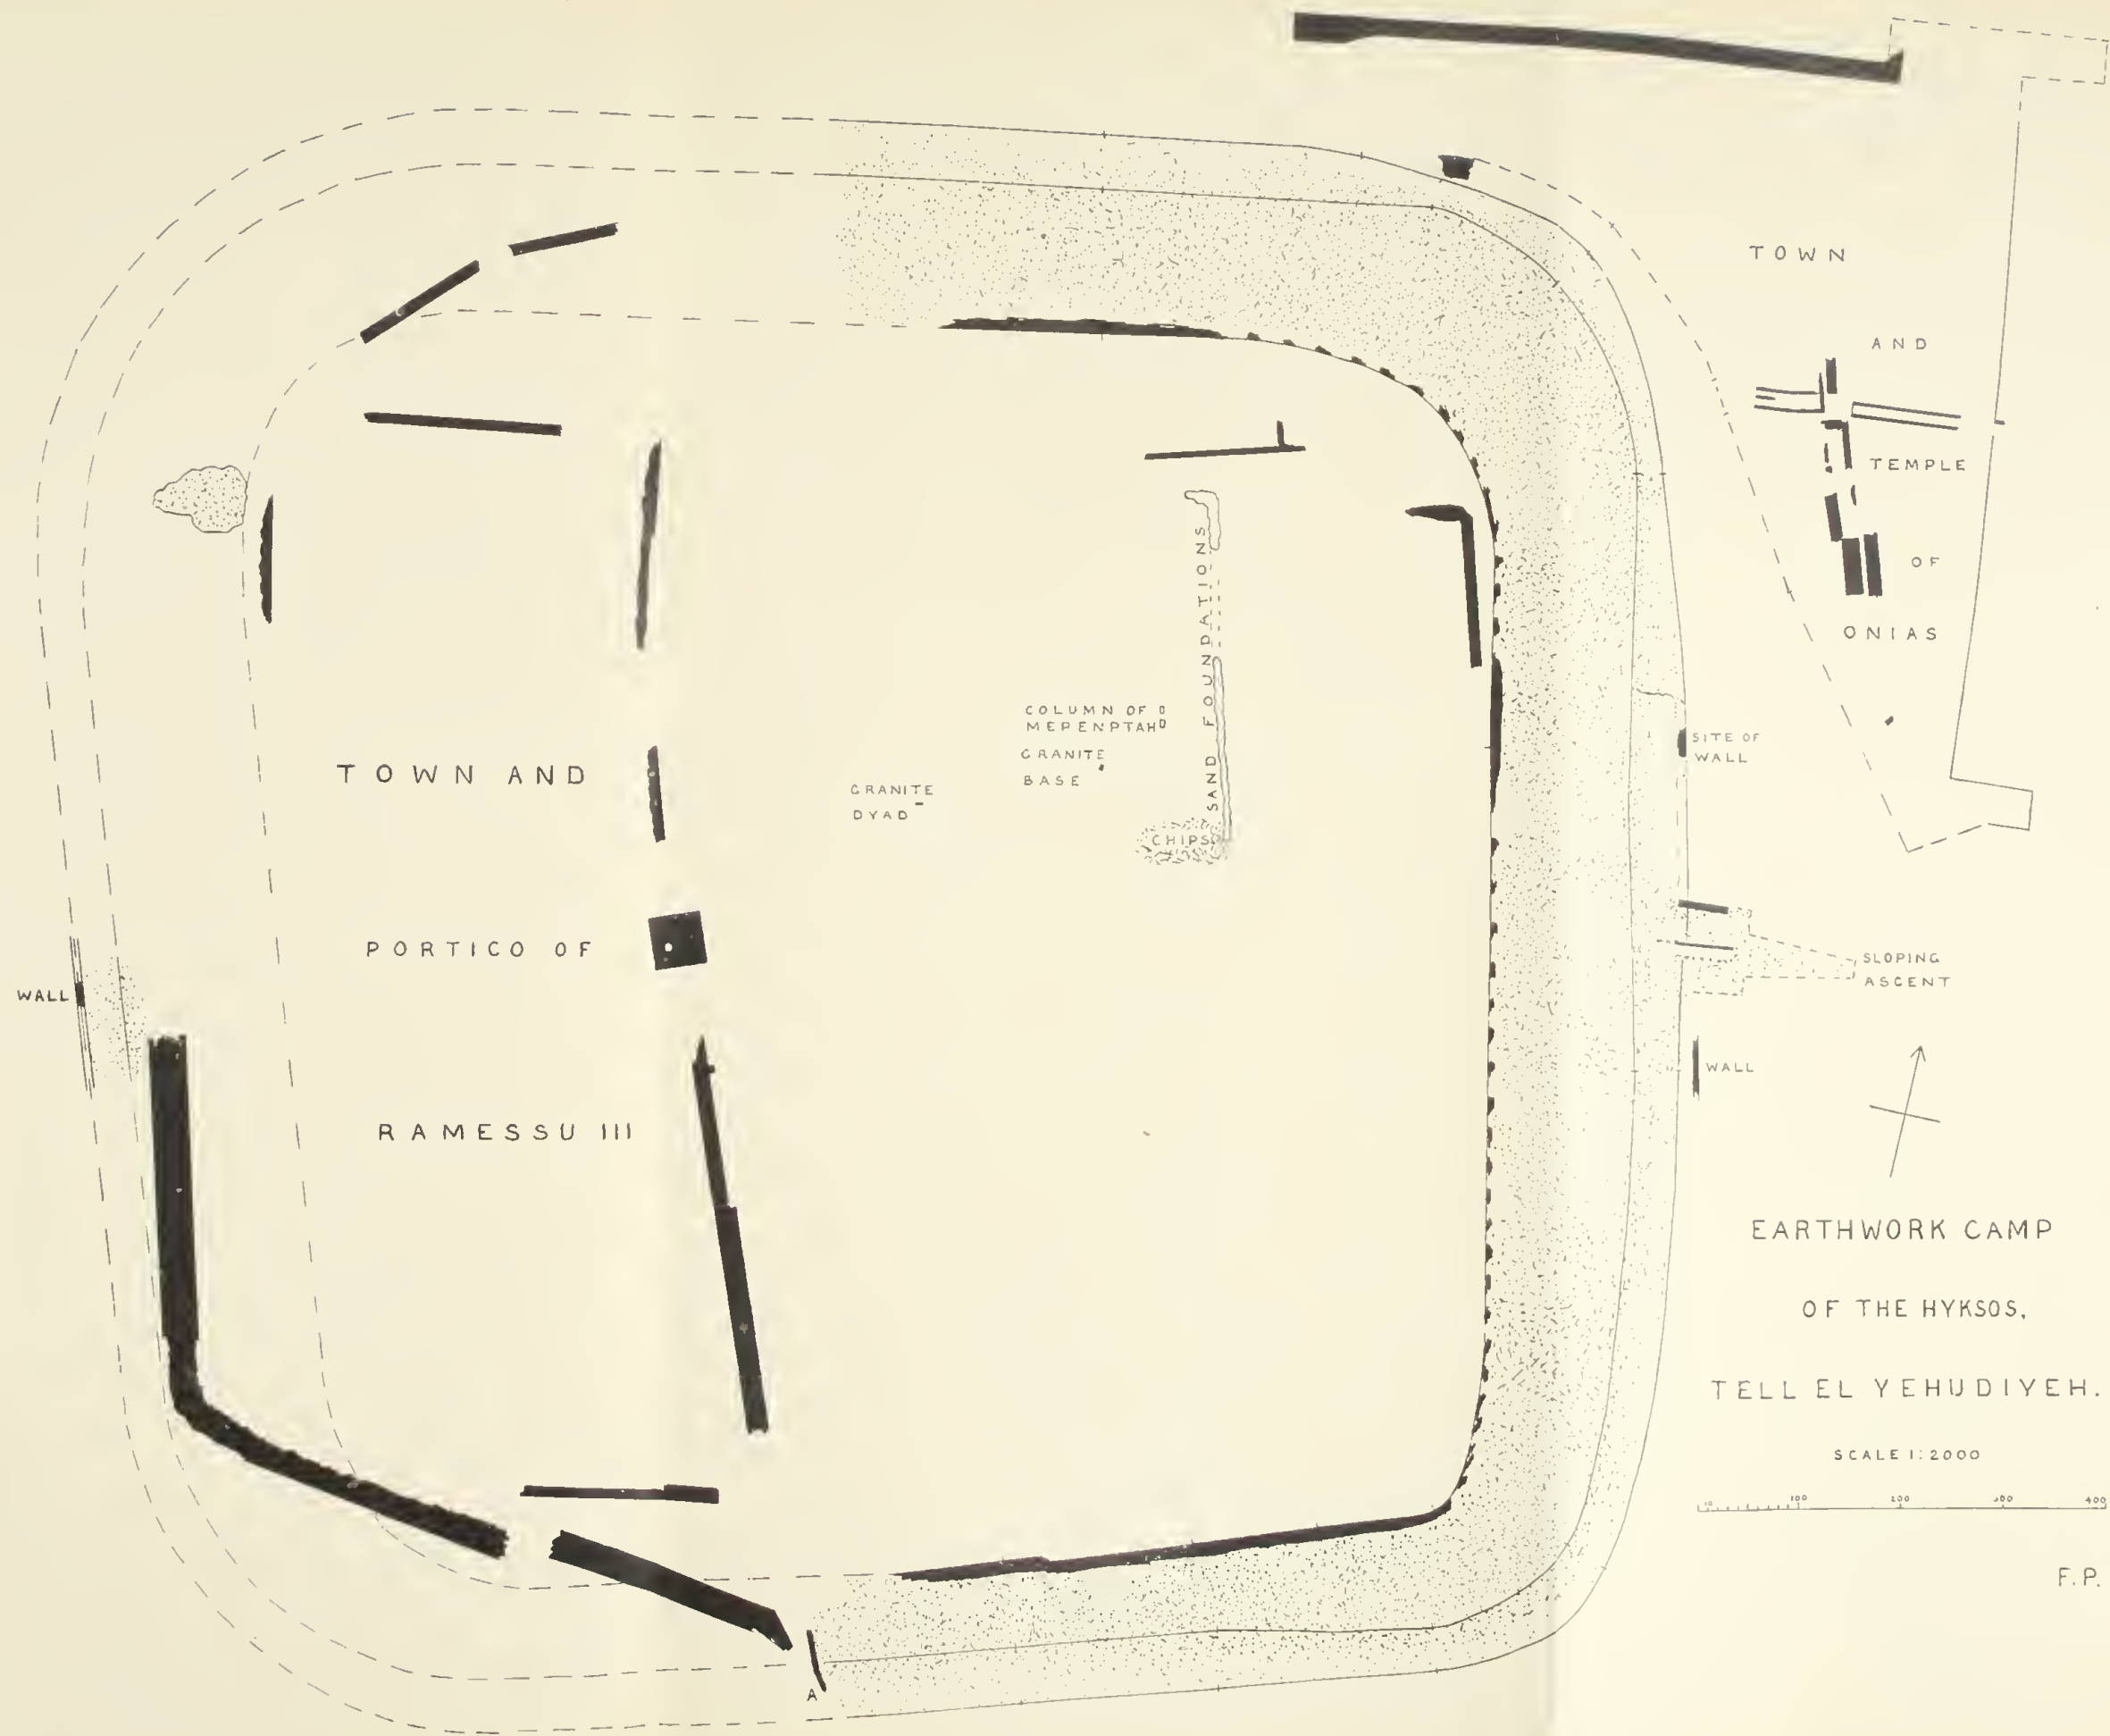 TOWN
AND
TEMPLE
OF
ONIAS
SAND FOUNDATIONS
COLUMN OF
MEPENPTAH
GRANITE
BASE
GRANITE
DYAD
CHIPS
SITE OF
WALL
TOWN AND
PORTICO OF
RAMESSU III
WALL
SLOPING
ASCENT
WALL
EARTHWORK CAMP
OF THE HYKSOS,
TELL EL YEHUDIYEH.
SCALE 1:2000
10 100 200 300 400
F.P.
A